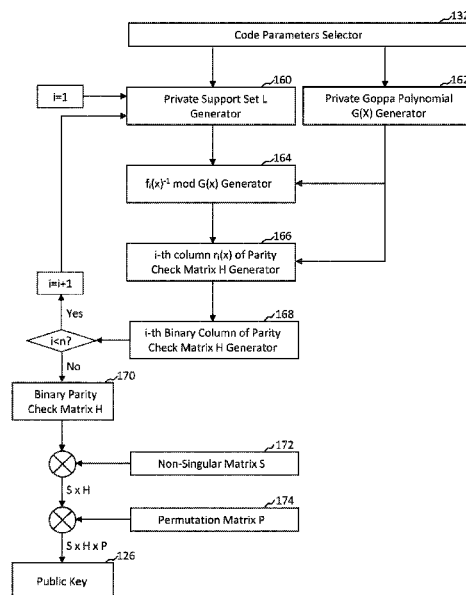 132
Code Parameters Selector
160
162
i=1
Private Support Set L
Generator
Private Goppa Polynomial
G(X) Generator
164
fᵢ(x)⁻¹ mod G(x) Generator
166
i-th column rᵢ(x) of Parity
Check Matrix H Generator
i=i+1
Yes
168
i<n?
i-th Binary Column of Parity
Check Matrix H Generator
No
170
Binary Parity
Check Matrix H
172
Non-Singular Matrix S
S x H
174
Permutation Matrix P
S x H x P
126
Public Key